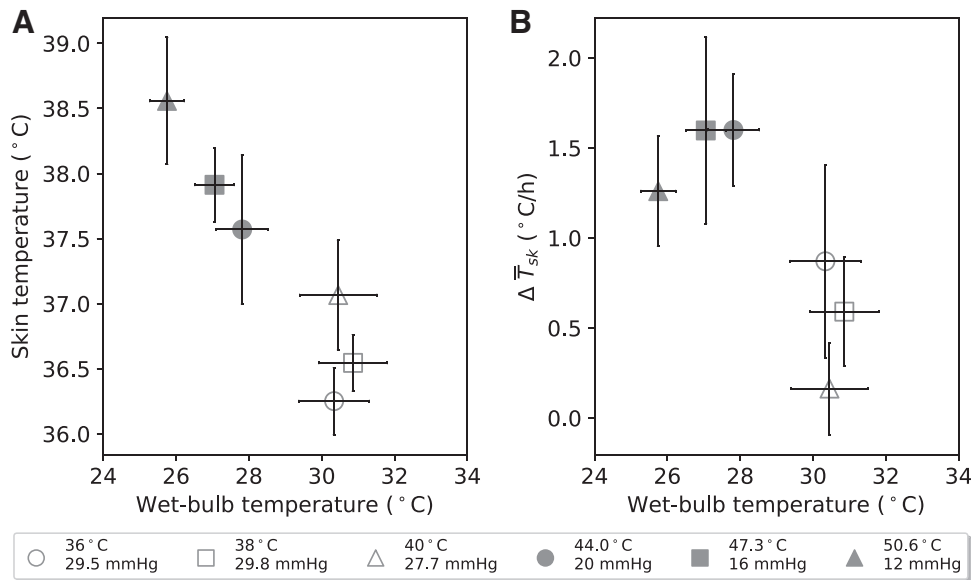 A
B
39.0
38.5
38.0
37.5
37.0
36.5
36.0
Skin temperature (°C)
24 26 28 30 32 34
Wet-bulb temperature (°C)
2.0
1.5
1.0
0.5
0.0
Δ T̿sk (°C/h)
24 26 28 30 32 34
Wet-bulb temperature (°C)
36°C 38°C 40°C 44.0°C 47.3°C 50.6°C
29.5 mmHg 29.8 mmHg 27.7 mmHg 20 mmHg 16 mmHg 12 mmHg